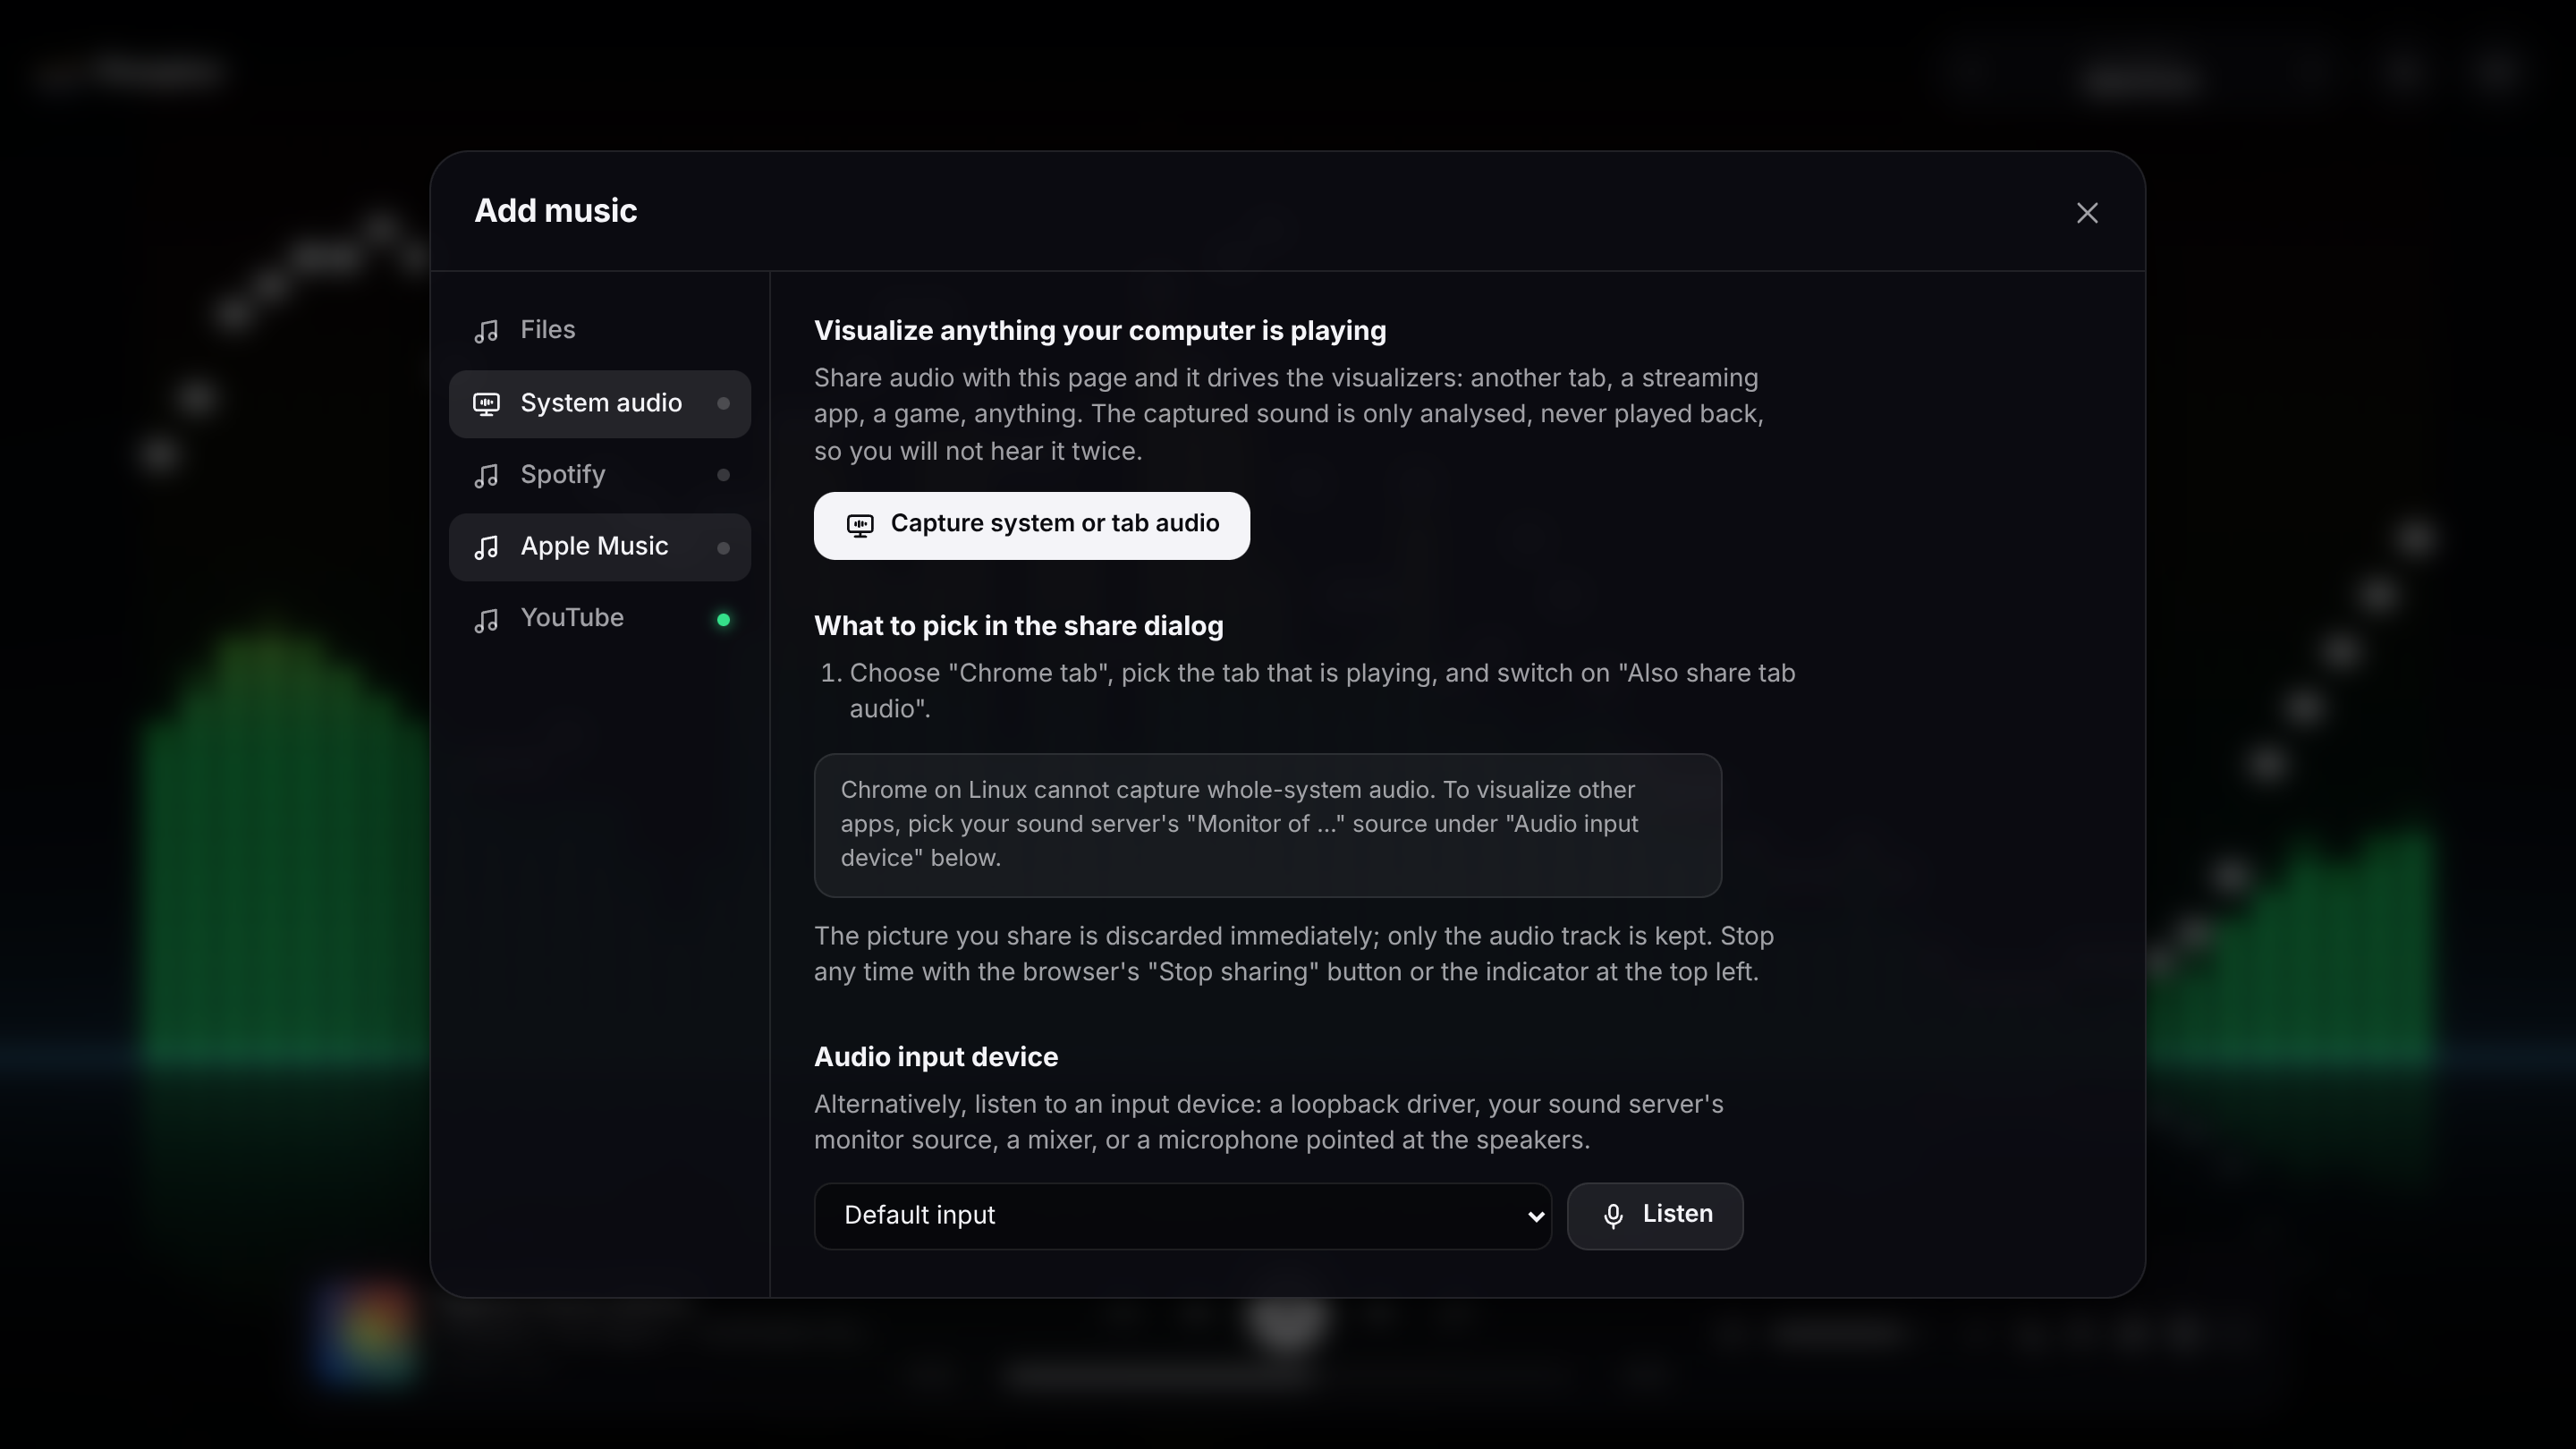 Add music
Files
System audio
Spotify
Apple Music
YouTube
Visualize anything your computer is playing
Share audio with this page and it drives the visualizers: another tab, a streaming
app, a game, anything. The captured sound is only analysed, never played back,
so you will not hear it twice.
Capture system or tab audio
What to pick in the share dialog
1. Choose "Chrome tab", pick the tab that is playing, and switch on "Also share tab
audio".
Chrome on Linux cannot capture whole-system audio. To visualize other
apps, pick your sound server's "Monitor of ..." source under "Audio input
device" below.
The picture you share is discarded immediately; only the audio track is kept. Stop
any time with the browser's "Stop sharing" button or the indicator at the top left.
Audio input device
Alternatively, listen to an input device: a loopback driver, your sound server's
monitor source, a mixer, or a microphone pointed at the speakers.
Default input
Listen